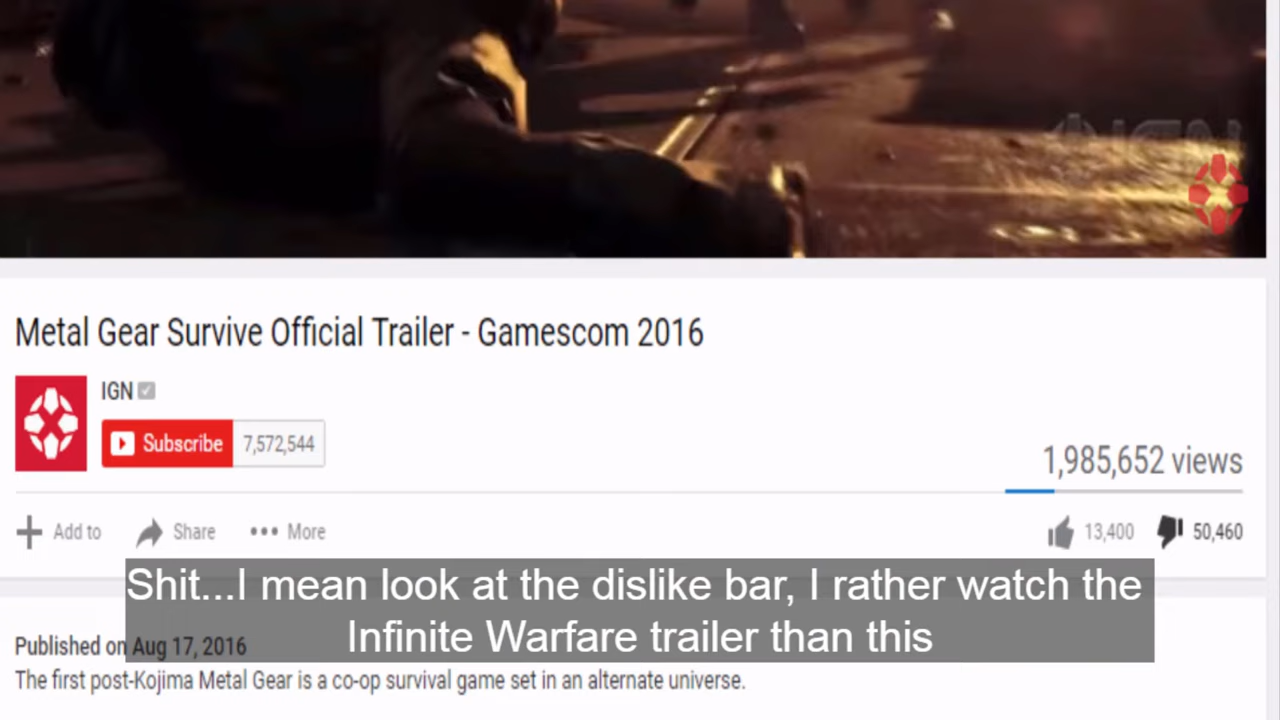 IGN
Metal Gear Survive Official Trailer - Gamescom 2016
IGN
Subscribe 7,572,544
1,985,652 views
Add to Share More 13,400 50,460
Shit...I mean look at the dislike bar, I rather watch the
Infinite Warfare trailer than this
Published on Aug 17, 2016
The first post-Kojima Metal Gear is a co-op survival game set in an alternate universe.